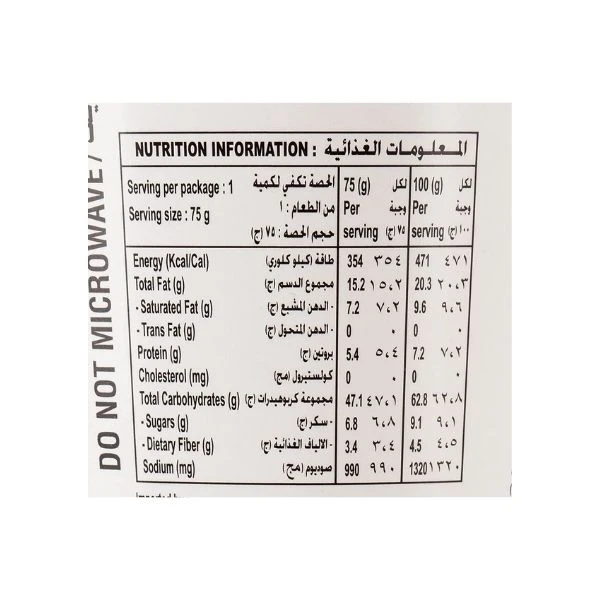 DO NOT MICROWAVE /
NUTRITION INFORMATION : المعلومات الغذائية
Serving per package : 1 الحصة تكفي لكمية من الطعام : ١
Serving size : 75 g حجم الحصة : ٧٥ (ج)
75 (g) Per serving لكل وجبة ٧٥ (ج)
100 (g) Per serving لكل وجبة ١٠٠ (ج)
Energy (Kcal/Cal) طاقة (كيلو كلوري) 354 ٣٥٤ 471 ٤٧١
Total Fat (g) مجموع الدسم (ج) 15.2 ١٥,٢ 20.3 ٢٠,٣
- Saturated Fat (g) - الدهن المشبع (ج) 7.2 ٧,٢ 9.6 ٩,٦
- Trans Fat (g) - الدهن المتحول (ج) 0 ٠ 0 ٠
Protein (g) بروتين (ج) 5.4 ٥,٤ 7.2 ٧,٢
Cholesterol (mg) كولستيرول (مج) 0 ٠ 0 ٠
Total Carbohydrates (g) مجموعة كربوهيدرات (ج) 47.1 ٤٧,١ 62.8 ٦٢,٨
- Sugars (g) - سكر (ج) 6.8 ٦,٨ 9.1 ٩,١
- Dietary Fiber (g) - الالياف الغذائية (ج) 3.4 ٣,٤ 4.5 ٤,٥
Sodium (mg) صوديوم (مج) 990 ٩٩٠ 1320 ١٣٢٠